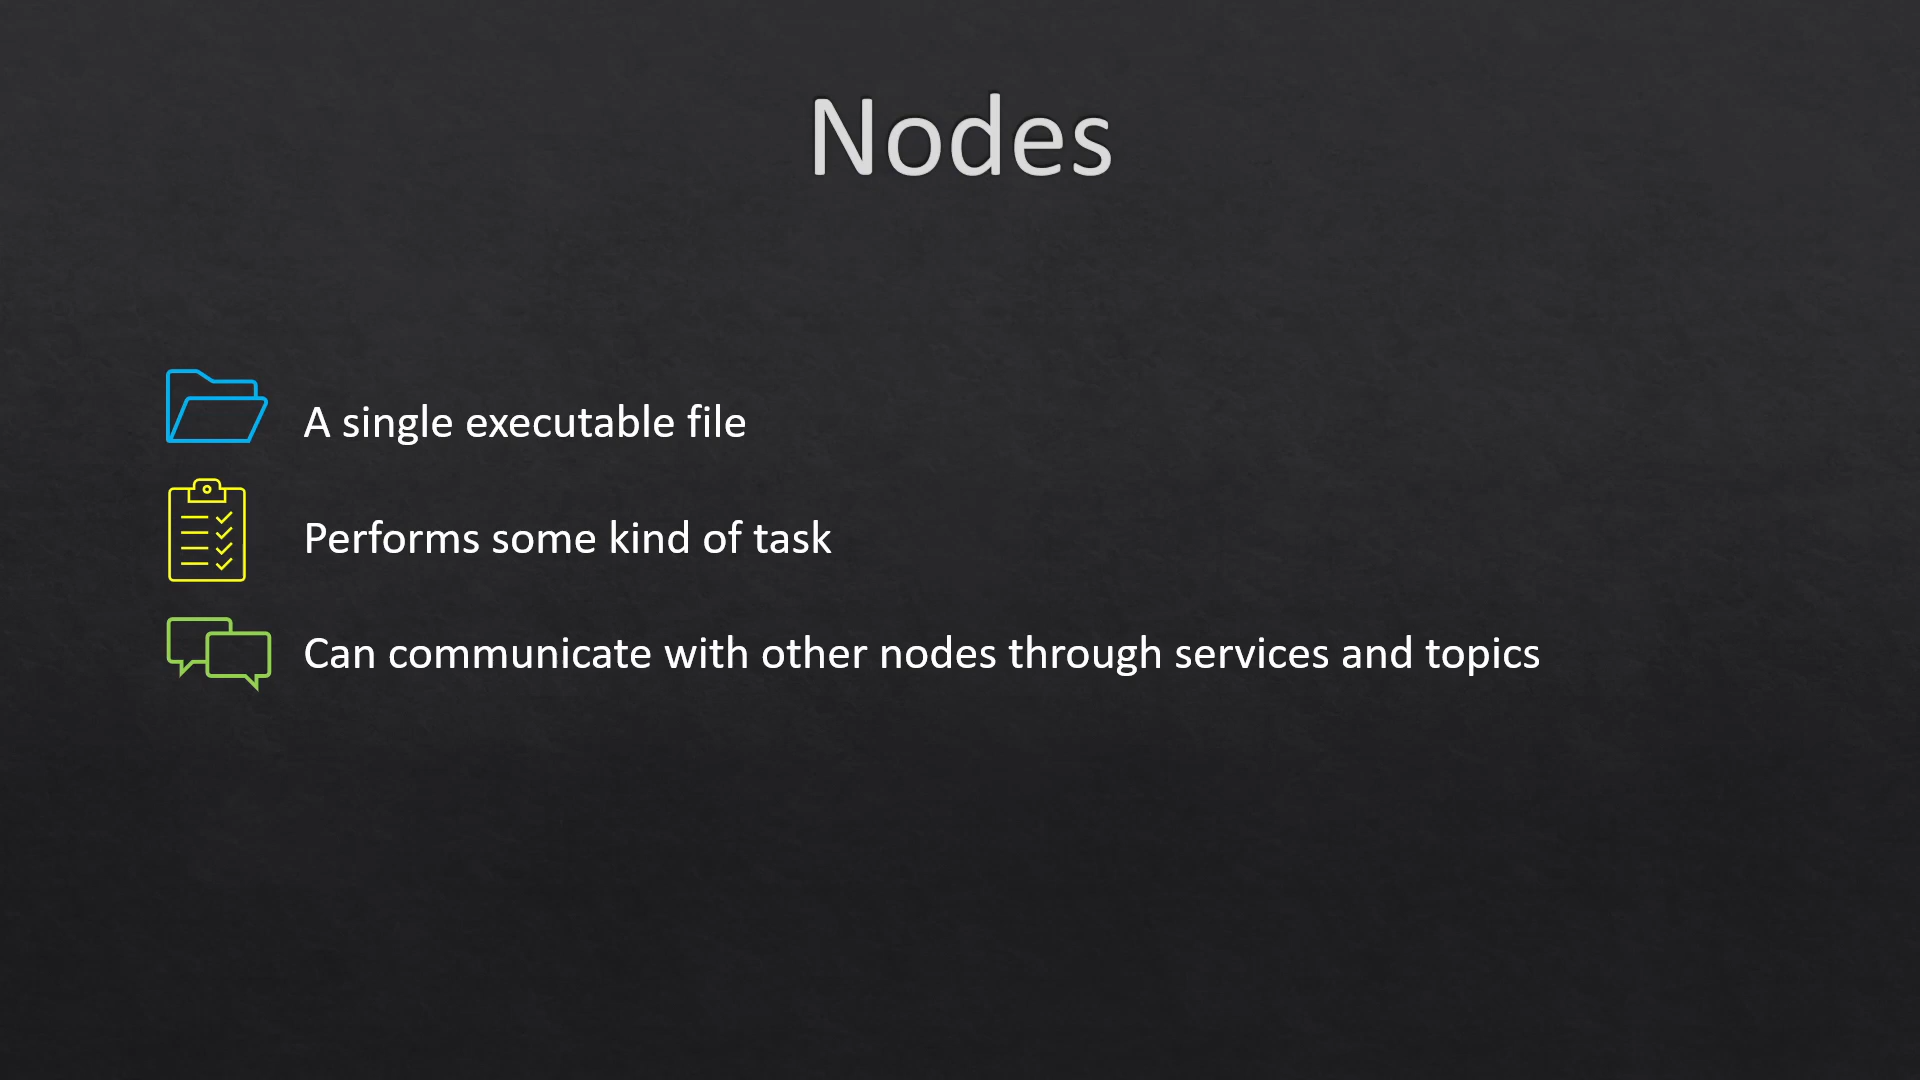 Nodes
A single executable file
Performs some kind of task
Can communicate with other nodes through services and topics